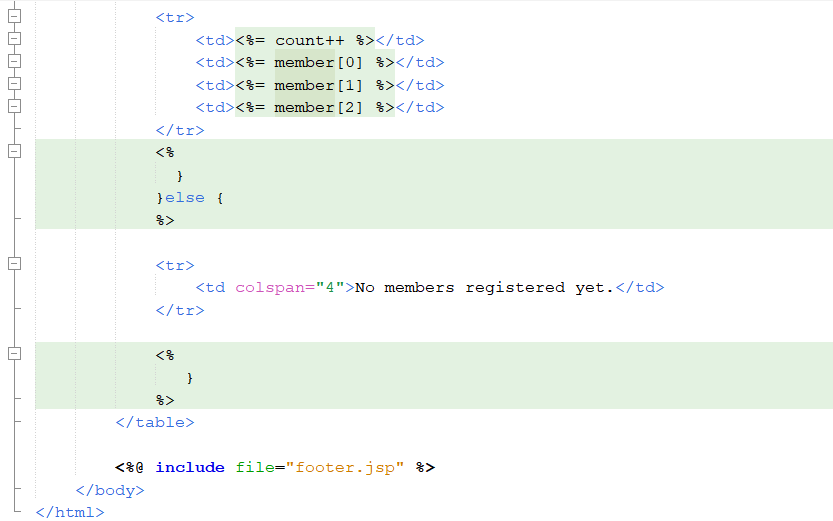 <tr>
<td><%= count++ %></td>
<td><%= member[0] %></td>
<td><%= member[1] %></td>
<td><%= member[2] %></td>
</tr>
<%
}
}else {
%>
<tr>
<td colspan="4">No members registered yet.</td>
</tr>
<%
}
%>
</table>
<%@ include file="footer.jsp" %>
</body>
</html>